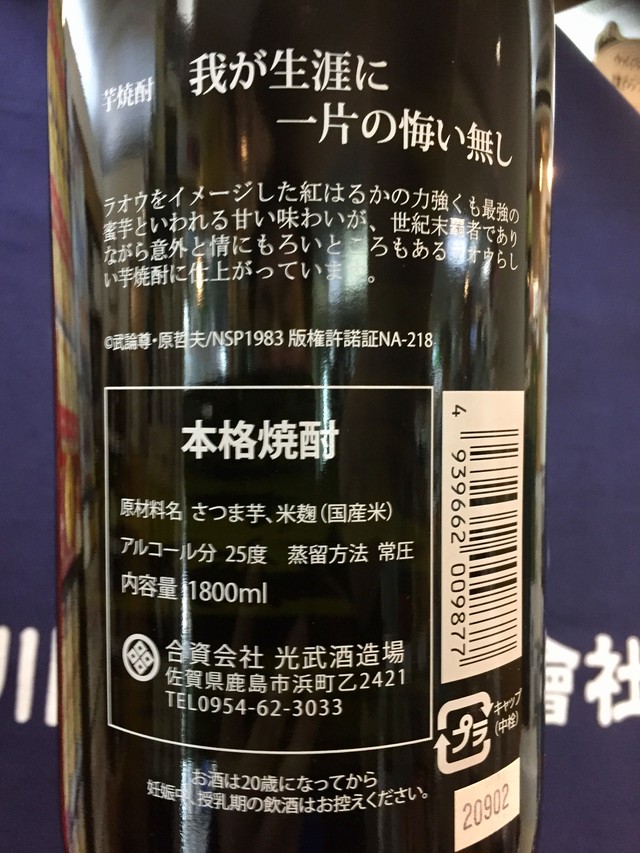 芋焼酎
我が生涯に
一片の悔い無し
ラオウをイメージした紅はるかの力強くも最強の
蜜芋といわれる甘い味わいが、世紀末覇者であり
ながら意外と情にもろいところもあるラオウらし
い芋焼酎に仕上がっています。
©武論尊・原哲夫/NSP1983 版権許諾証NA-218
本格焼酎
原材料名 さつま芋、米麹(国産米)
アルコール分 25度 蒸留方法 常圧
内容量 1800ml
合資会社 光武酒造場
佐賀県鹿島市浜町乙2421
TEL0954-62-3033
4 939662 009877
プラ
キャップ
(中栓)
お酒は20歳になってから
妊娠中、授乳期の飲酒はお控えください。
20902
川
會社